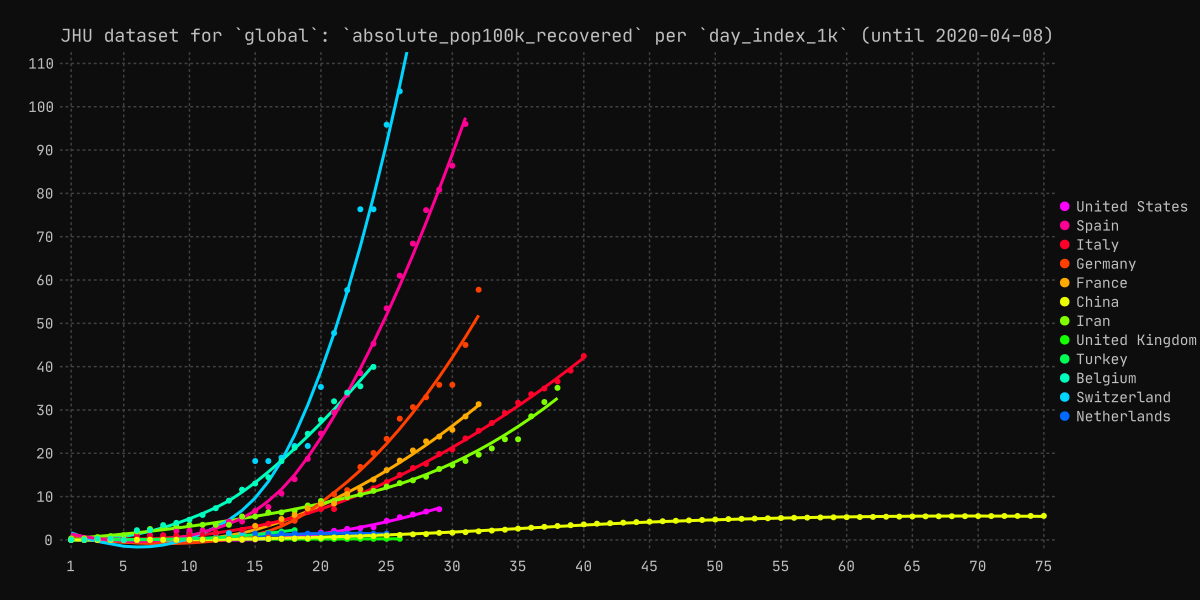 JHU dataset for `global`: `absolute_pop100k_recovered` per `day_index_1k` (until 2020-04-08)
110
100
90
80
70
60
50
40
30
20
10
0
1 5 10 15 20 25 30 35 40 45 50 55 60 65 70 75
United States
Spain
Italy
Germany
France
China
Iran
United Kingdom
Turkey
Belgium
Switzerland
Netherlands